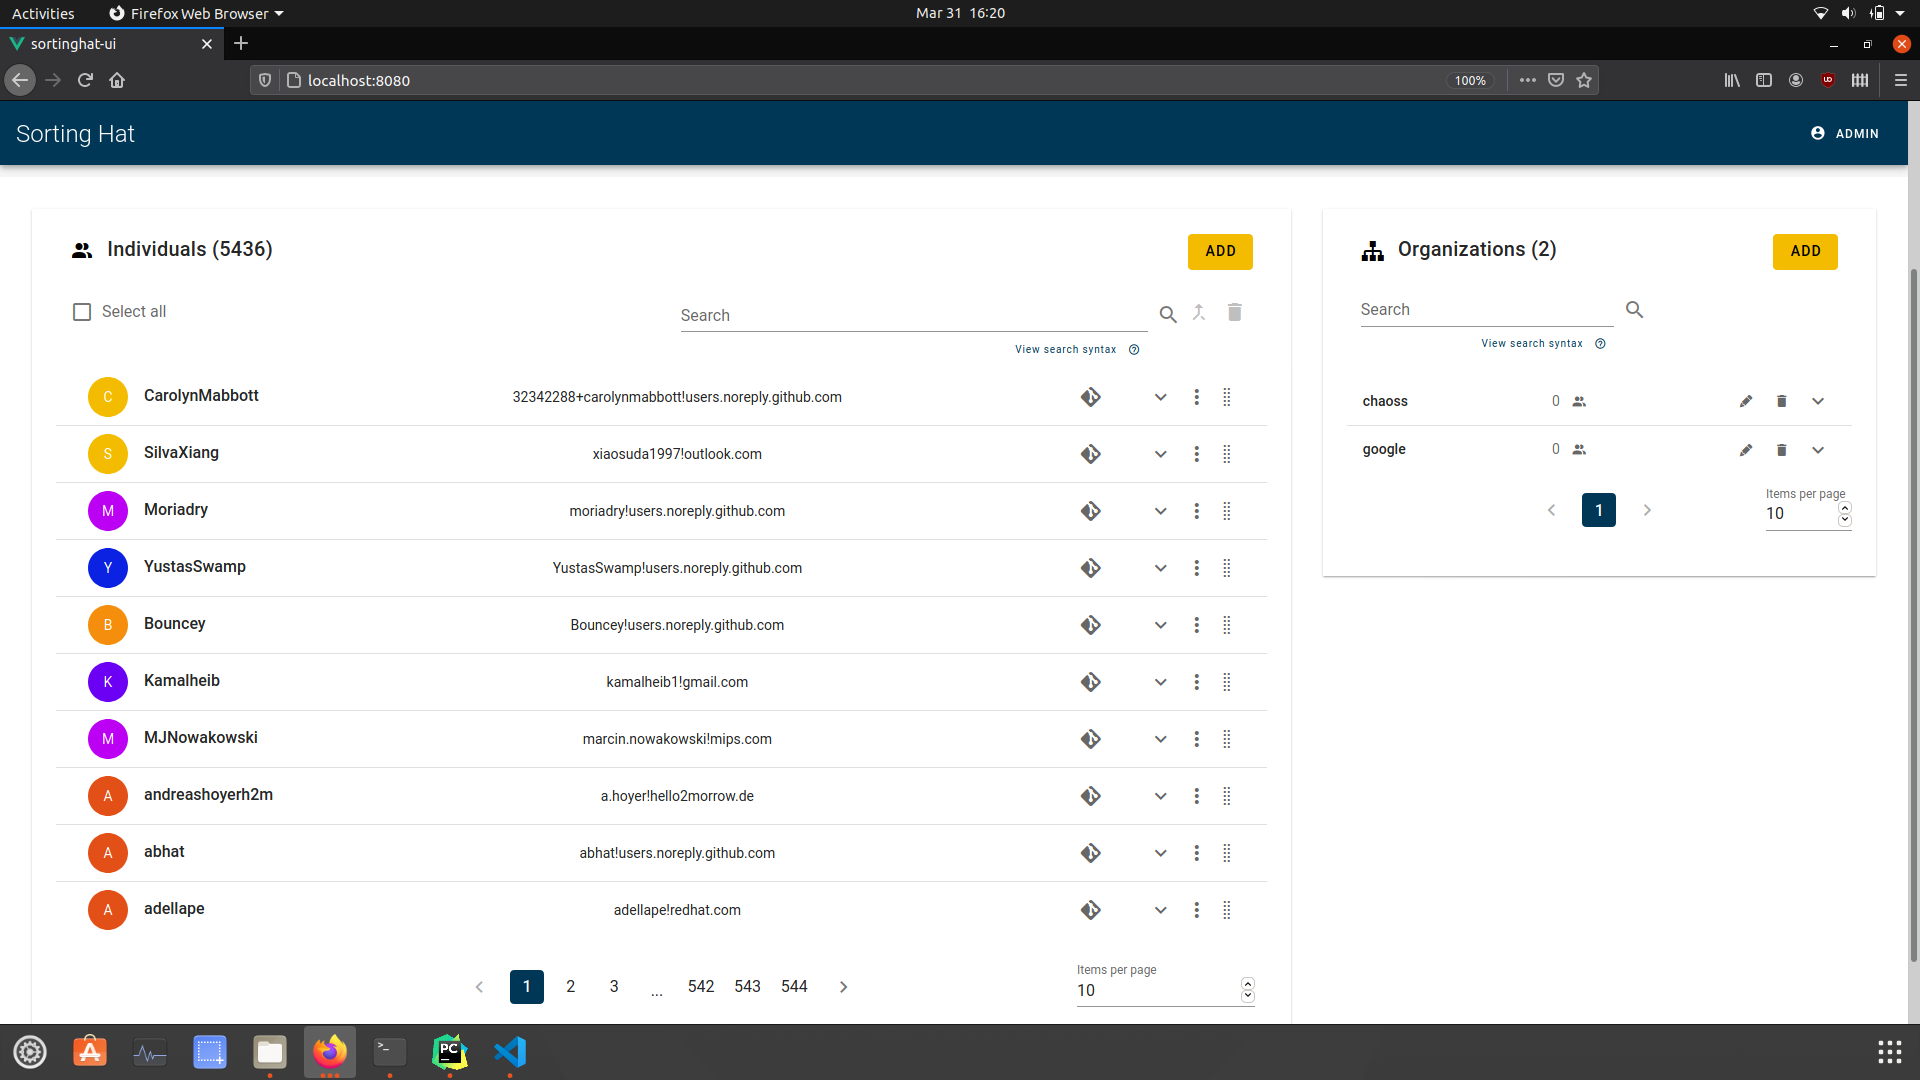 Activities
Firefox Web Browser
Mar 31 16:20
sortinghat-ui
localhost:8080
100%
UD
Sorting Hat
ADMIN
Individuals (5436)
ADD
Select all
Search
View search syntax
C
CarolynMabbott
32342288+carolynmabbott!users.noreply.github.com
S
SilvaXiang
xiaosuda1997!outlook.com
M
Moriadry
moriadry!users.noreply.github.com
Y
YustasSwamp
YustasSwamp!users.noreply.github.com
B
Bouncey
Bouncey!users.noreply.github.com
K
Kamalheib
kamalheib1!gmail.com
M
MJNowakowski
marcin.nowakowski!mips.com
A
andreashoyerh2m
a.hoyer!hello2morrow.de
A
abhat
abhat!users.noreply.github.com
A
adellape
adellape!redhat.com
1 2 3 ... 542 543 544
Items per page
10
Organizations (2)
ADD
Search
View search syntax
chaoss
0
google
0
1
Items per page
10
>_
PC